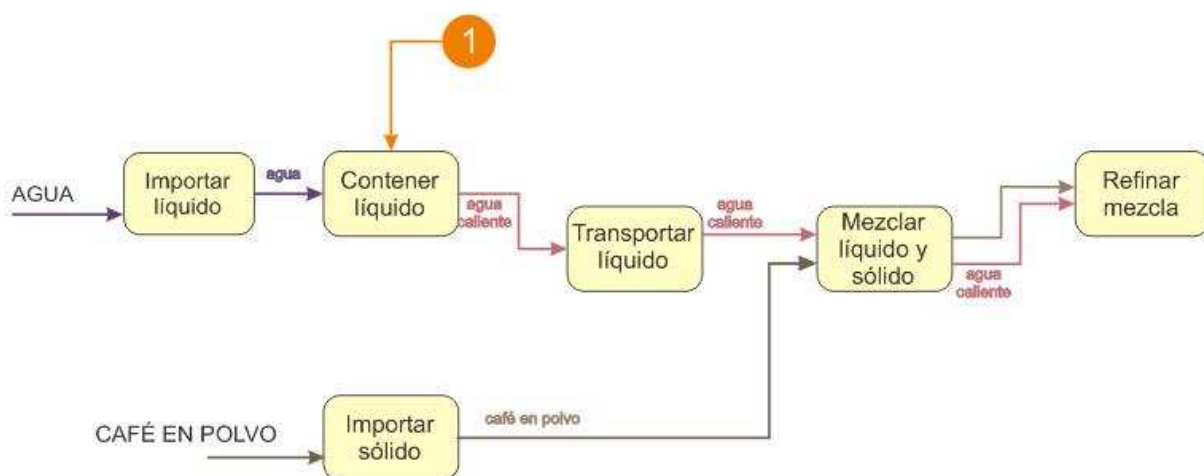 1
AGUA
Importar
líquido
agua
Contener
líquido
agua
caliente
Transportar
líquido
agua
caliente
Mezclar
líquido y
sólido
agua
caliente
Refinar
mezcla
CAFÉ EN POLVO
Importar
sólido
café en polvo